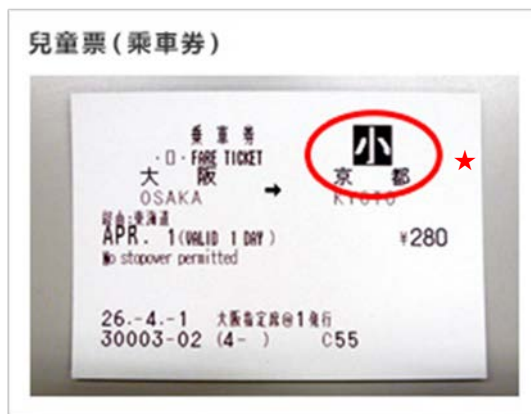 兒童票(乘車券)
乗車券
小
·□·FARE TICKET
大阪 ➡ 京都
OSAKA KYOTO
経由:東海道
APR. 1(VALID 1 DAY) ¥280
No stopover permitted
26.-4.-1 大阪指定席@1発行
30003-02 (4- ) C55